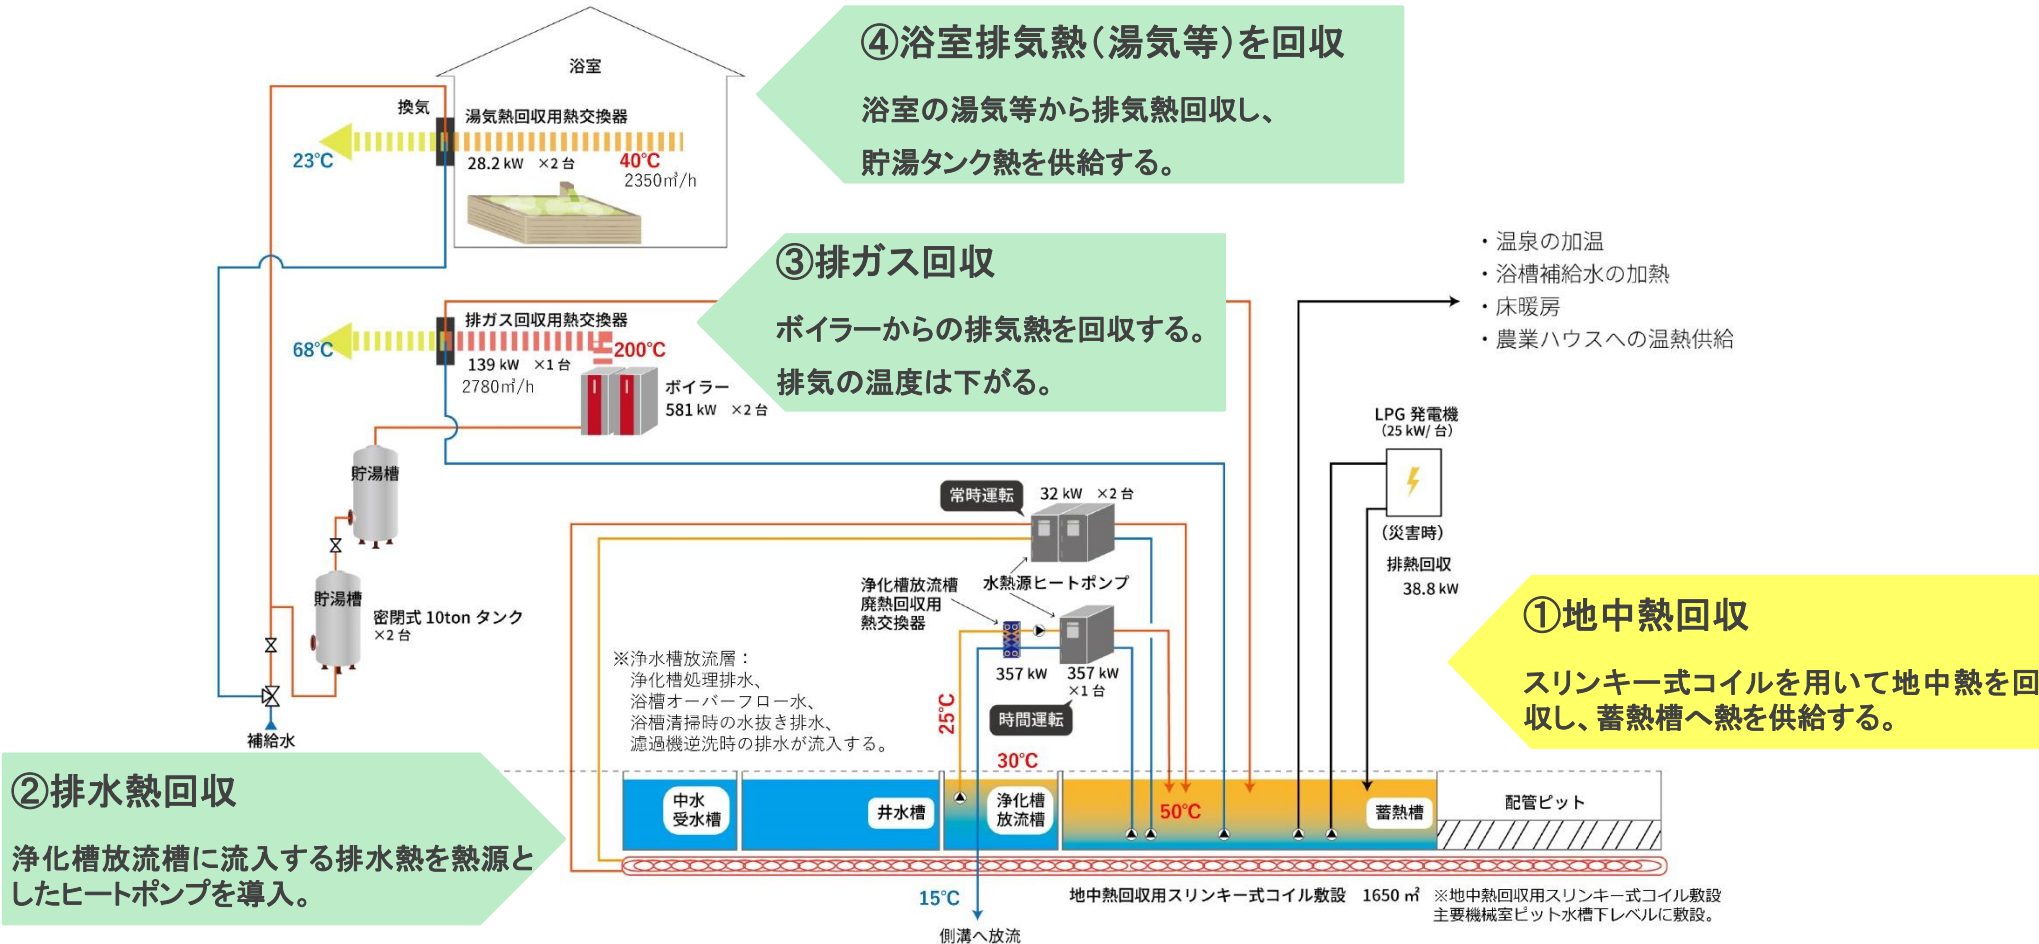 ④浴室排気熱（湯気等）を回収
浴室の湯気等から排気熱回収し、
貯湯タンク熱を供給する。
浴室
換気
湯気熱回収用熱交換器
23℃
28.2 kW ×2 台
40℃
2350㎥/h
③排ガス回収
ボイラーからの排気熱を回収する。
排気の温度は下がる。
・温泉の加温
・浴槽補給水の加熱
・床暖房
・農業ハウスへの温熱供給
排ガス回収用熱交換器
68℃
200℃
139 kW ×1 台
2780㎥/h
ボイラー
581 kW ×2 台
LPG 発電機
（25 kW/ 台）
（災害時）
排熱回収
38.8 kW
貯湯槽
貯湯槽
密閉式 10ton タンク
×2 台
補給水
常時運転
32 kW ×2 台
水熱源ヒートポンプ
浄化槽放流槽
廃熱回収用
熱交換器
357 kW
357 kW
×1 台
時間運転
25℃
30℃
※浄水槽放流層：
浄化槽処理排水、
浴槽オーバーフロー水、
浴槽清掃時の水抜き排水、
濾過機逆洗時の排水が流入する。
①地中熱回収
スリンキー式コイルを用いて地中熱を回
収し、蓄熱槽へ熱を供給する。
②排水熱回収
浄化槽放流槽に流入する排水熱を熱源と
したヒートポンプを導入。
中水
受水槽
井水槽
浄化槽
放流槽
50℃
蓄熱槽
配管ピット
15℃
側溝へ放流
地中熱回収用スリンキー式コイル敷設 1650 ㎡
※地中熱回収用スリンキー式コイル敷設
主要機械室ピット水槽下レベルに敷設。